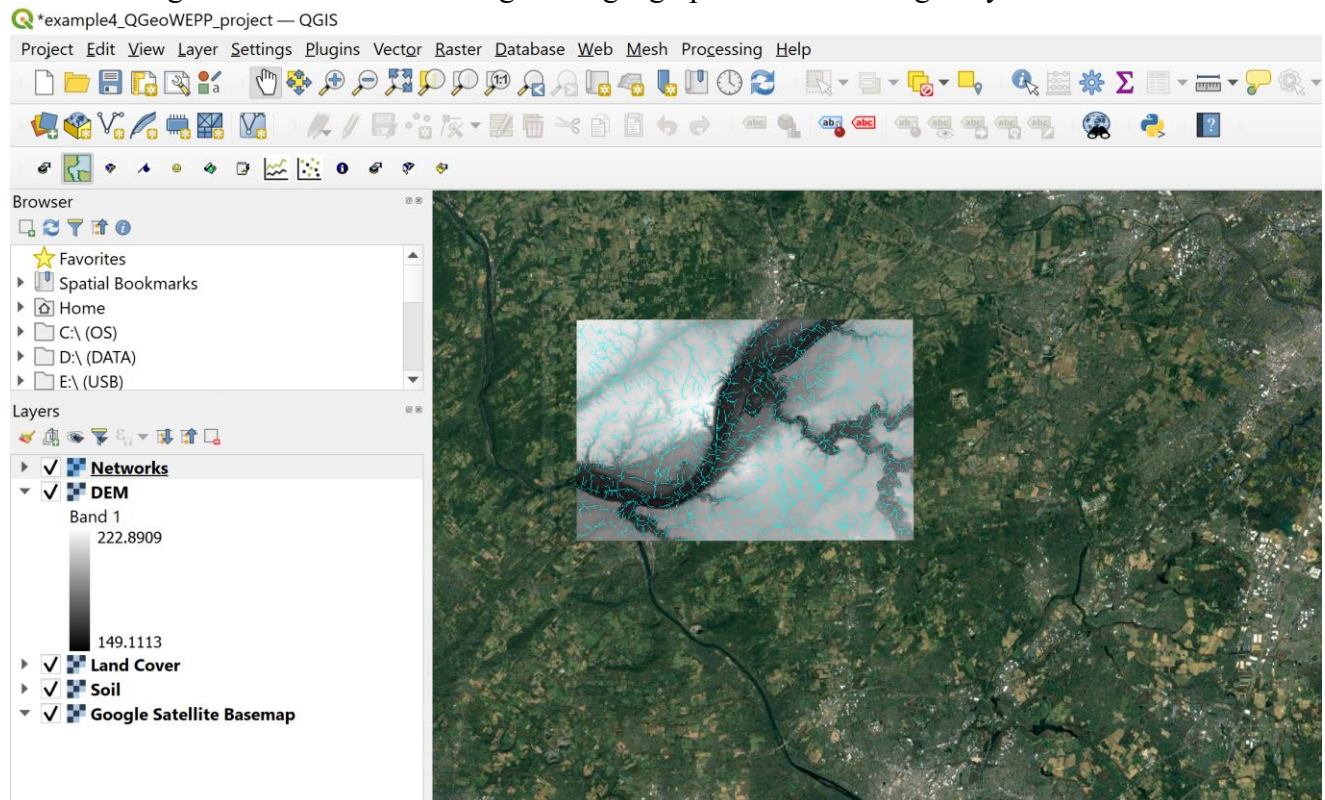 *example4_QGeoWEPP_project — QGIS
Project Edit View Layer Settings Plugins Vector Raster Database Web Mesh Processing Help
Browser
Favorites
Spatial Bookmarks
Home
C:\ (OS)
D:\ (DATA)
E:\ (USB)
Layers
Networks
DEM
Band 1
222.8909
149.1113
Land Cover
Soil
Google Satellite Basemap